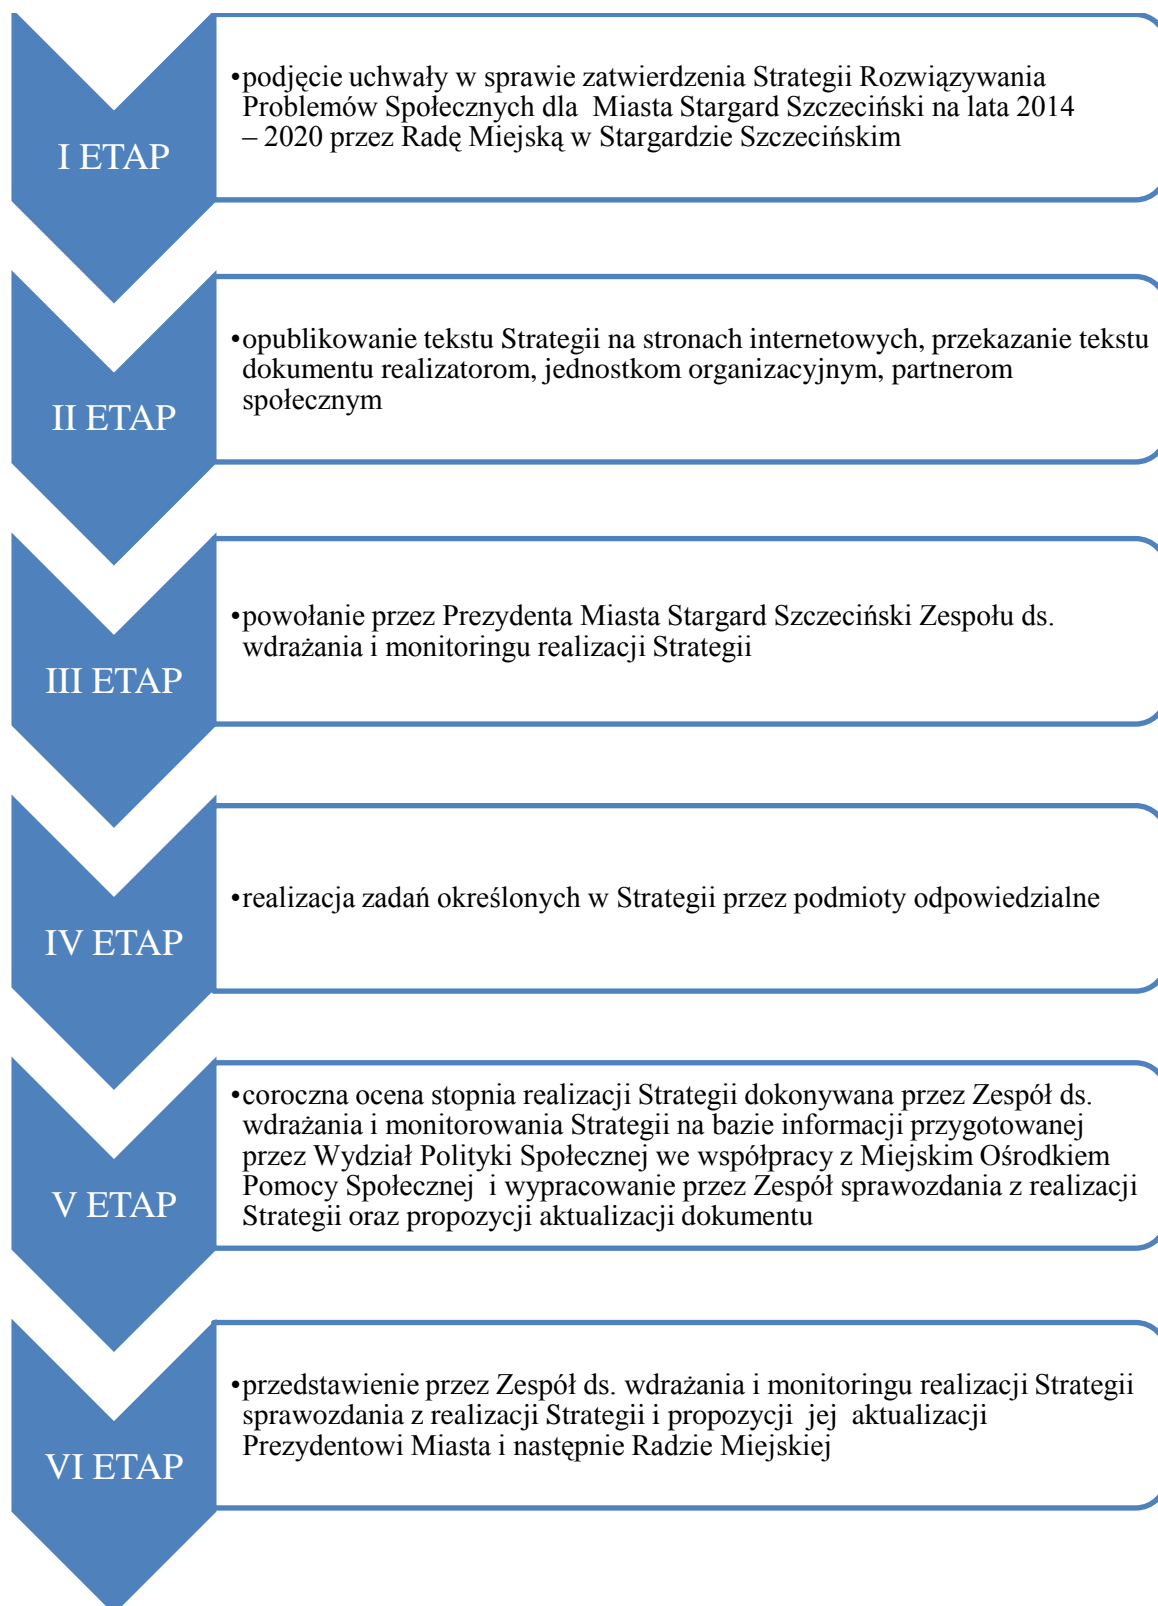 I ETAP
•podjęcie uchwały w sprawie zatwierdzenia Strategii Rozwiązywania
Problemów Społecznych dla  Miasta Stargard Szczeciński na lata 2014
– 2020 przez Radę Miejską w Stargardzie Szczecińskim
II ETAP
•opublikowanie tekstu Strategii na stronach internetowych, przekazanie tekstu
dokumentu realizatorom, jednostkom organizacyjnym, partnerom
społecznym
III ETAP
•powołanie przez Prezydenta Miasta Stargard Szczeciński Zespołu ds.
wdrażania i monitoringu realizacji Strategii
IV ETAP
•realizacja zadań określonych w Strategii przez podmioty odpowiedzialne
V ETAP
•coroczna ocena stopnia realizacji Strategii dokonywana przez Zespół ds.
wdrażania i monitorowania Strategii na bazie informacji przygotowanej
przez Wydział Polityki Społecznej we współpracy z Miejskim Ośrodkiem
Pomocy Społecznej  i wypracowanie przez Zespół sprawozdania z realizacji
Strategii oraz propozycji aktualizacji dokumentu
VI ETAP
•przedstawienie przez Zespół ds. wdrażania i monitoringu realizacji Strategii
sprawozdania z realizacji Strategii i propozycji  jej  aktualizacji
Prezydentowi Miasta i następnie Radzie Miejskiej